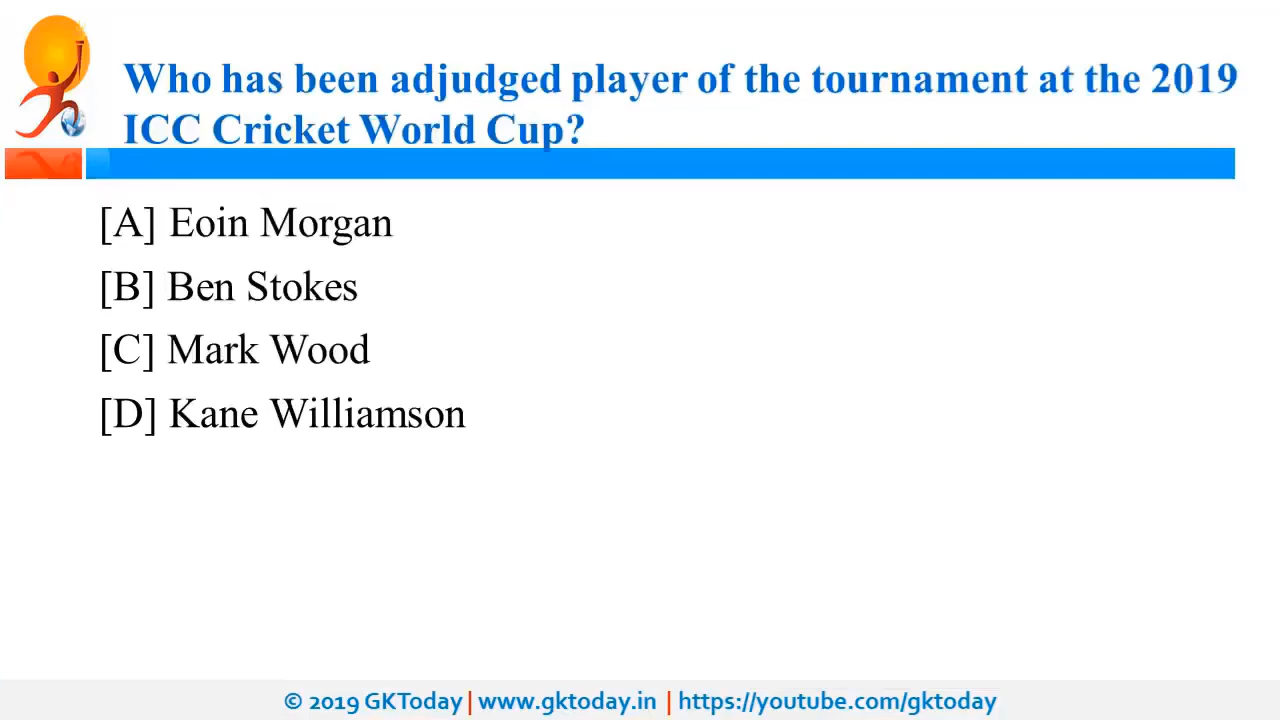 Who has been adjudged player of the tournament at the 2019
ICC Cricket World Cup?
[A] Eoin Morgan
[B] Ben Stokes
[C] Mark Wood
[D] Kane Williamson
© 2019 GKToday | www.gktoday.in | https://youtube.com/gktoday